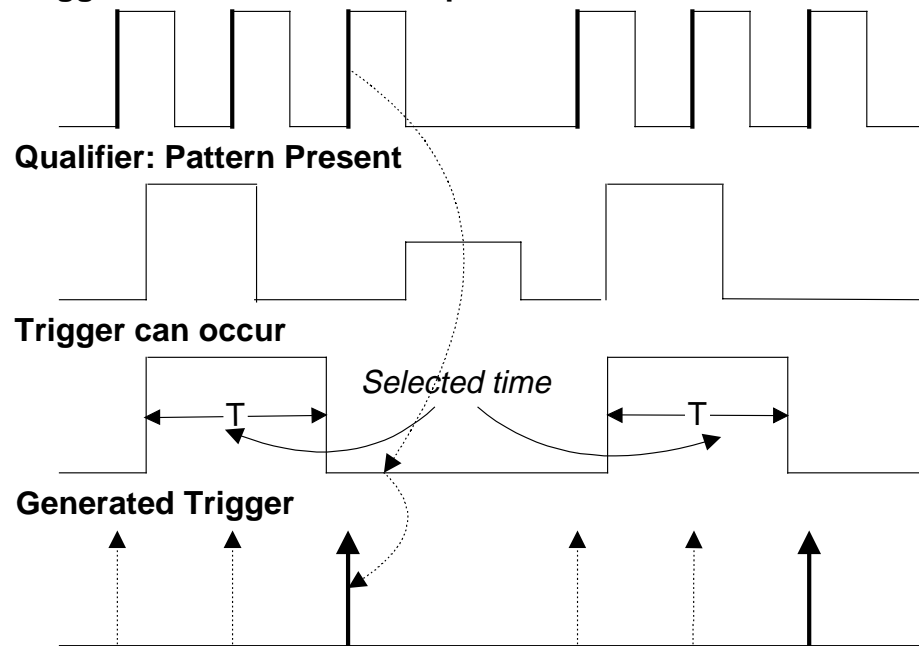 Qualifier: Pattern Present
Trigger can occur
Selected time
T
T
Generated Trigger